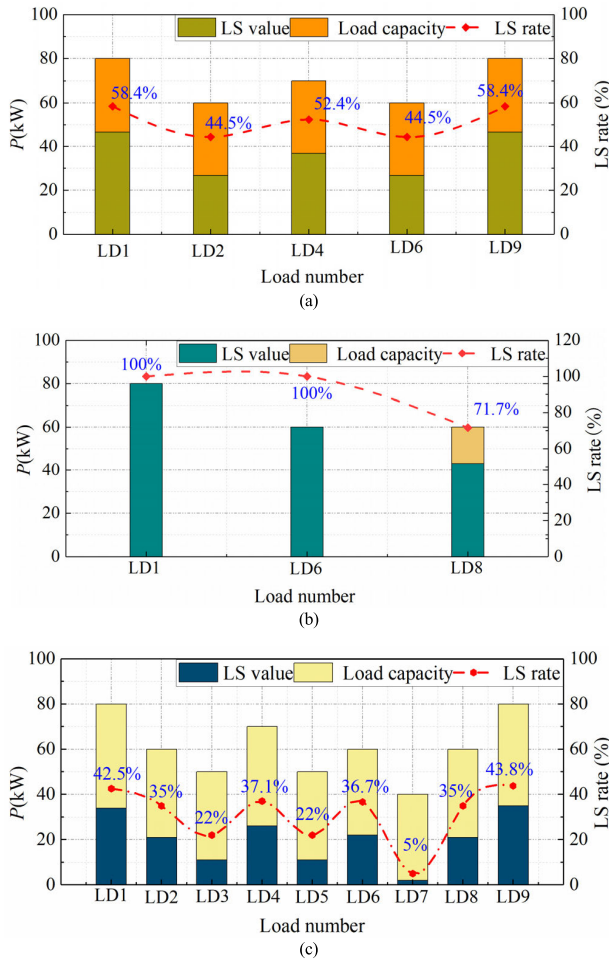 LS value Load capacity LS rate
100 100
80 80
60 60
40 40
20 20
0 0
P(kW)
LS rate (%)
58.4% 44.5% 52.4% 44.5% 58.4%
LD1 LD2 LD4 LD6 LD9
Load number
(a)
LS value Load capacity LS rate
100 120
80 100
60 80
40 60
20 40
0 20
0
P(kW)
LS rate (%)
100% 100% 71.7%
LD1 LD6 LD8
Load number
(b)
LS value Load capacity LS rate
100 100
80 80
60 60
40 40
20 20
0 0
P(kW)
LS rate (%)
42.5% 35% 22% 37.1% 22% 36.7% 5% 35% 43.8%
LD1 LD2 LD3 LD4 LD5 LD6 LD7 LD8 LD9
Load number
(c)